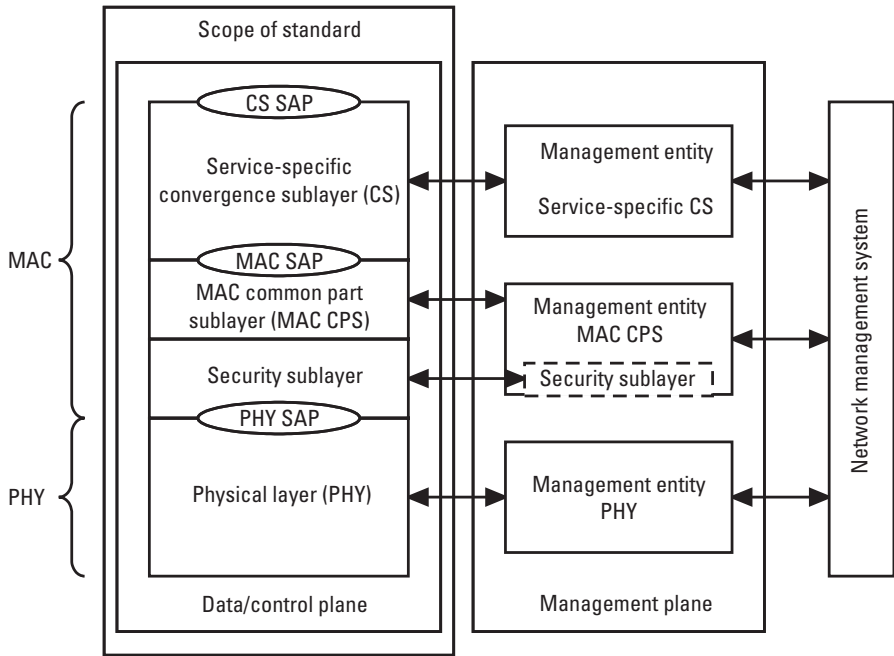 Scope of standard
CS SAP
Service-specific
convergence sublayer (CS)
MAC SAP
MAC common part
sublayer (MAC CPS)
Security sublayer
PHY SAP
Physical layer (PHY)
Data/control plane
MAC
PHY
Management entity
Service-specific CS
Management entity
MAC CPS
Security sublayer
Management entity
PHY
Management plane
Network management system